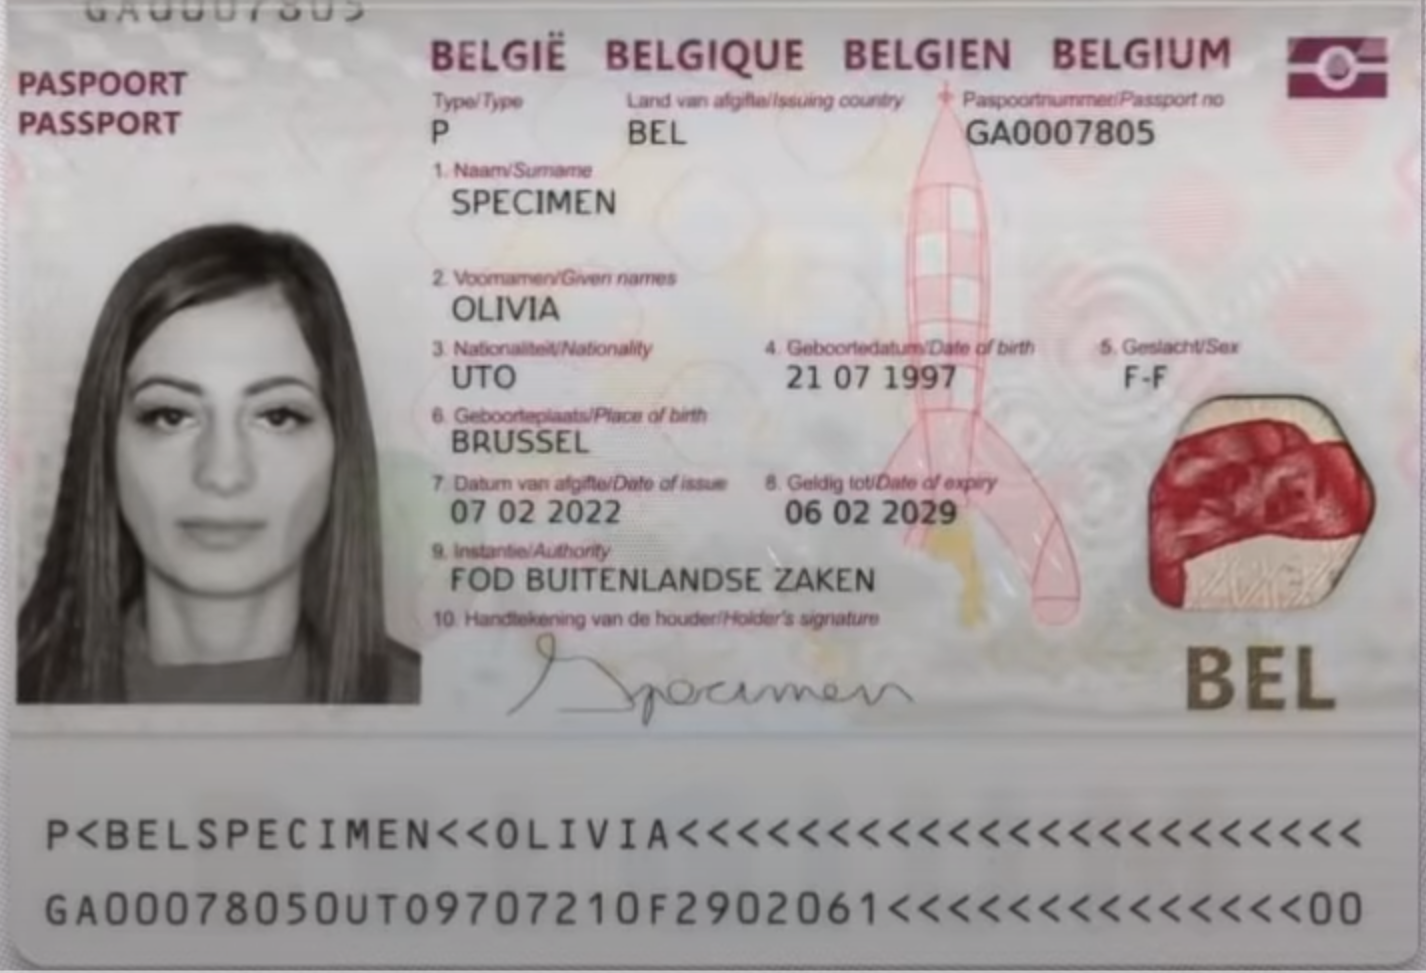 GA0007805
BELGIË BELGIQUE BELGIEN BELGIUM
PASPOORT
PASSPORT
Type/Type Land van afgifte/Issuing country Paspoortnummer/Passport no
P BEL GA0007805
1. Naam/Surname
SPECIMEN
2. Voornamen/Given names
OLIVIA
3. Nationaliteit/Nationality 4. Geboortedatum/Date of birth 5. Geslacht/Sex
UTO 21 07 1997 F-F
6. Geboorteplaats/Place of birth
BRUSSEL
7. Datum van afgifte/Date of issue 8. Geldig tot/Date of expiry
07 02 2022 06 02 2029
9. Instantie/Authority
FOD BUITENLANDSE ZAKEN
10. Handtekening van de houder/Holder's signature
Specimen
BEL
P<BELSPECIMEN<<OLIVIA<<<<<<<<<<<<<<<<<<<<<<<
GA00078050UTO9707210F2902061<<<<<<<<<<<<<<00